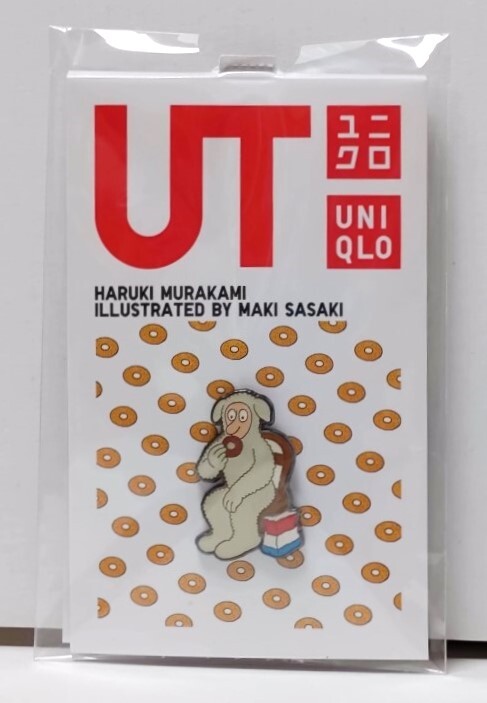 UT
ユニ
クロ
UNI
QLO
HARUKI MURAKAMI
ILLUSTRATED BY MAKI SASAKI